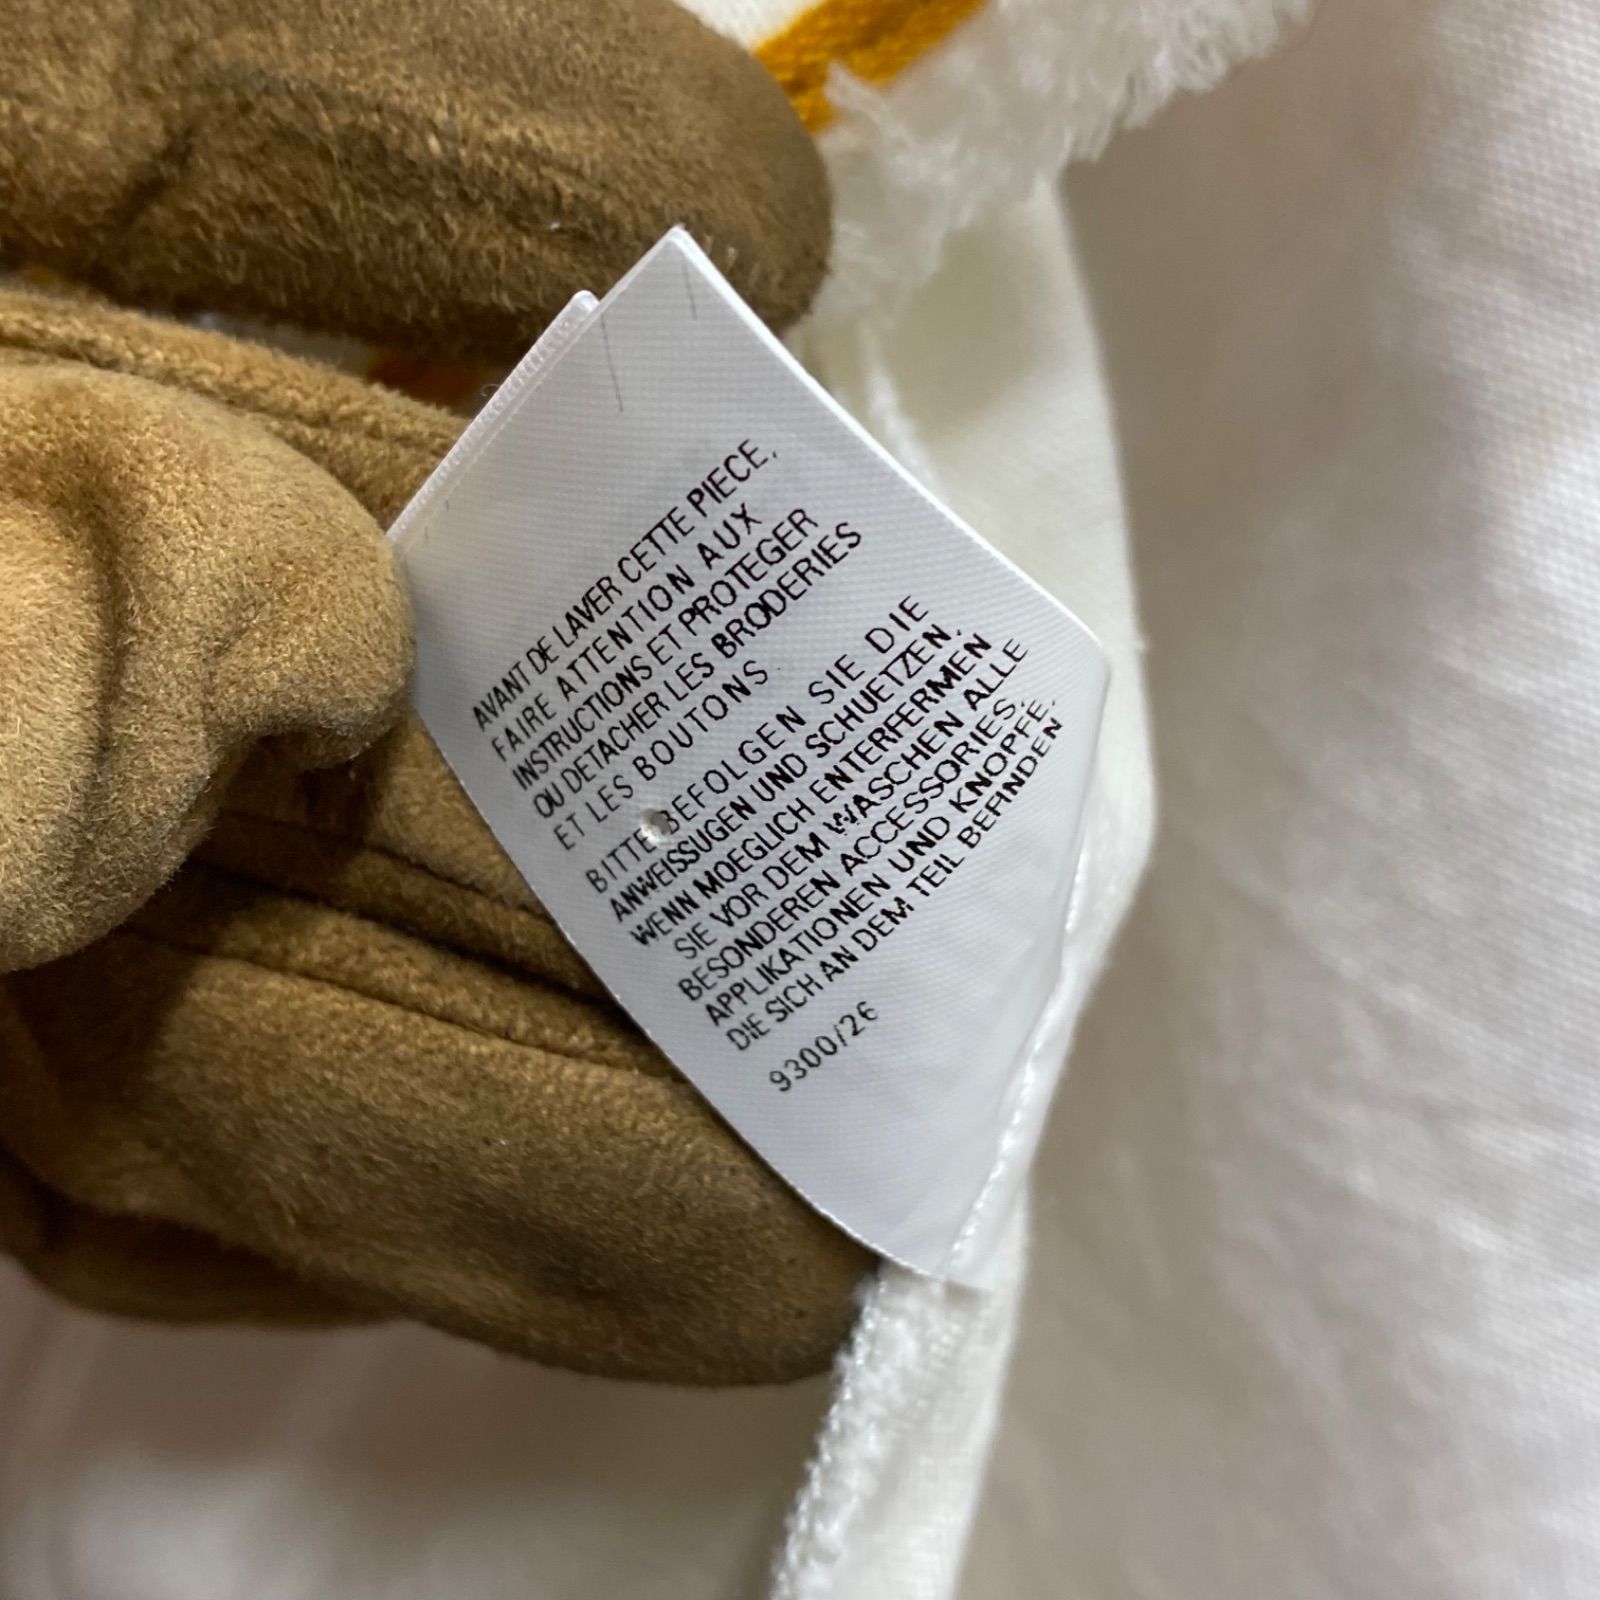 AVANT DE LAVER CETTE PIECE,
FAIRE ATTENTION AUX
INSTRUCTIONS ET PROTEGER
OU DETACHER LES BRODERIES
ET LES BOUTONS
BITTE BEFOLGEN SIE DIE
ANWEISSUGEN UND SCHUETZEN,
WENN MOEGLICH ENTERFERMEN
SIE VOR DEM WASCHEN ALLE
BESONDEREN ACCESSORIES,
APPLIKATIONEN UND KNOPFE,
DIE SICH AN DEM TEIL BEFINDEN
9300/26